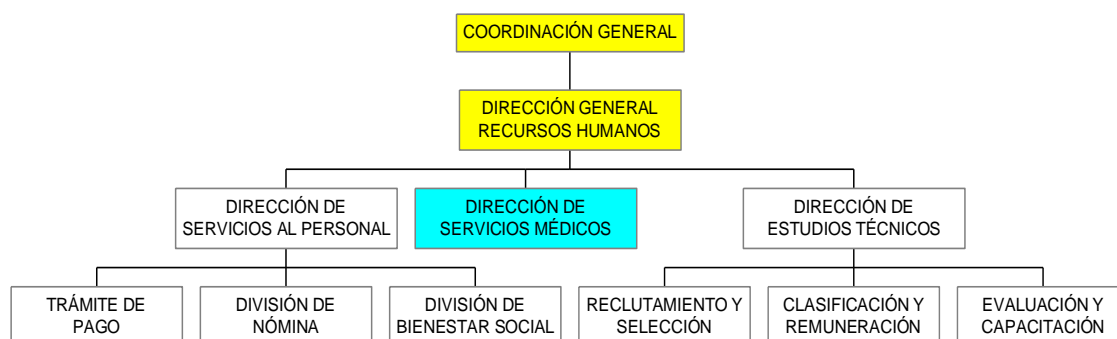 COORDINACIÓN GENERAL
DIRECCIÓN GENERAL
RECURSOS HUMANOS
DIRECCIÓN DE
SERVICIOS AL PERSONAL
DIRECCIÓN DE
SERVICIOS MÉDICOS
DIRECCIÓN DE
ESTUDIOS TÉCNICOS
TRÁMITE DE
PAGO
DIVISIÓN DE
NÓMINA
DIVISIÓN DE
BIENESTAR SOCIAL
RECLUTAMIENTO Y
SELECCIÓN
CLASIFICACIÓN Y
REMUNERACIÓN
EVALUACIÓN Y
CAPACITACIÓN